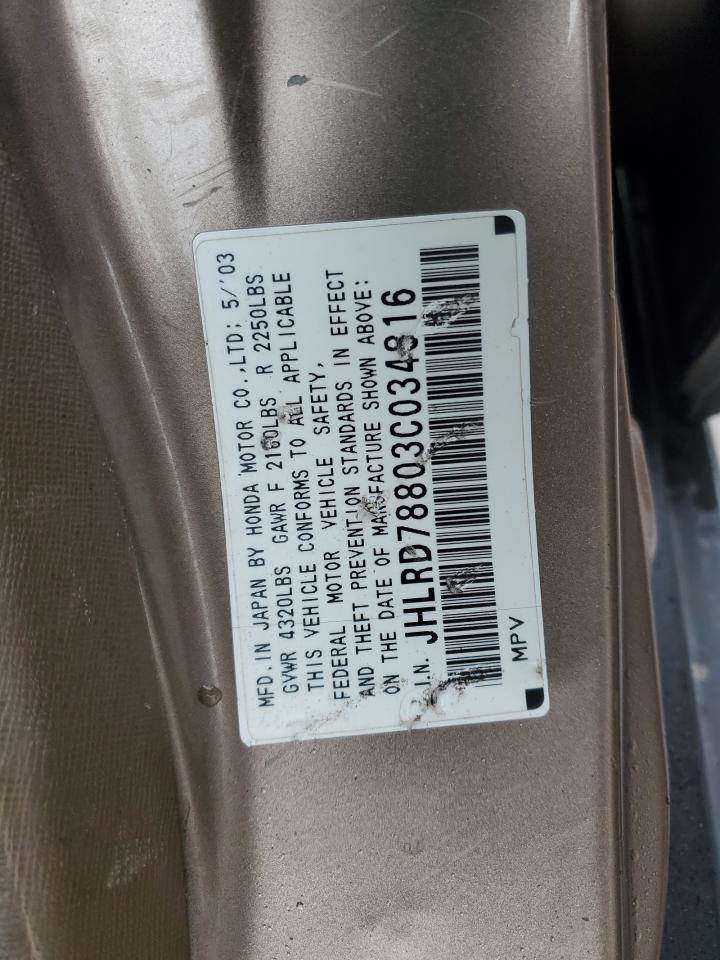 MFD. IN JAPAN BY HONDA MOTOR CO.,LTD; 5/'03
GVWR 4320LBS GAWR F 2160LBS R 2250LBS
THIS VEHICLE CONFORMS TO ALL APPLICABLE
FEDERAL MOTOR VEHICLE SAFETY,
AND THEFT PREVENTION STANDARDS IN EFFECT
ON THE DATE OF MANUFACTURE SHOWN ABOVE:
I.N. JHLRD78803C034816
MPV